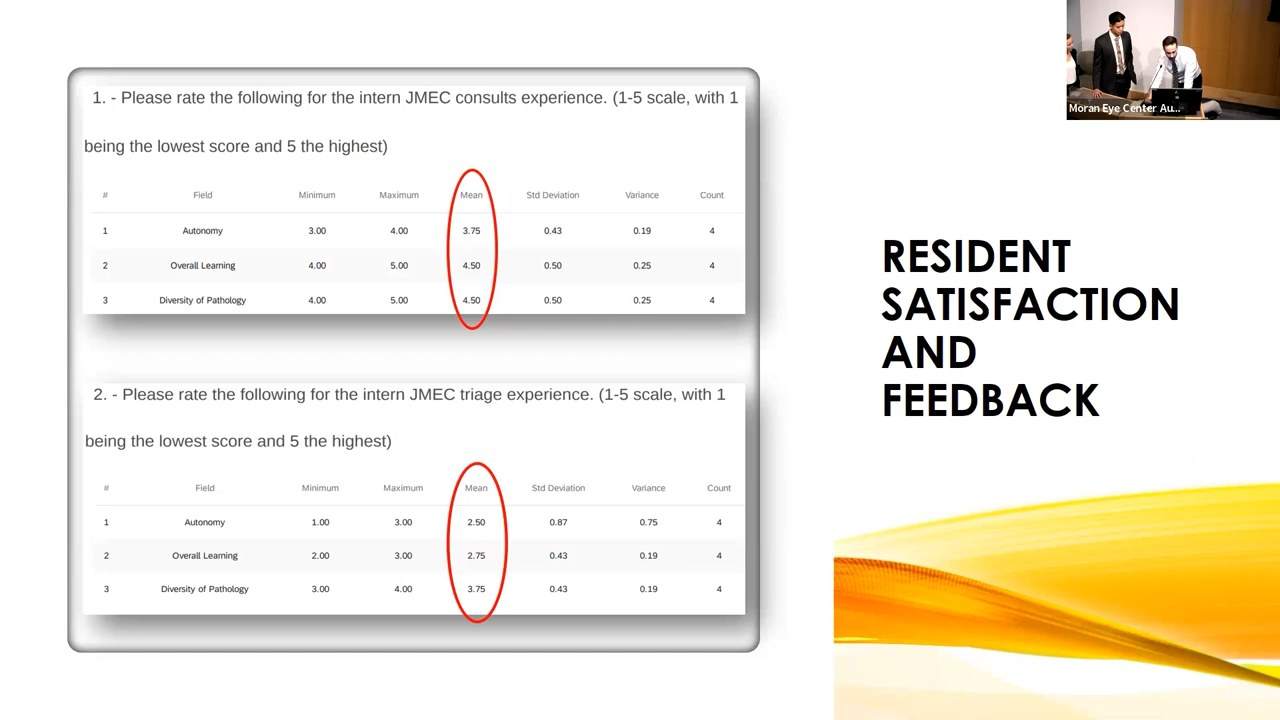 1. - Please rate the following for the intern JMEC consults experience. (1-5 scale, with 1
being the lowest score and 5 the highest)
# Field Minimum Maximum Mean Std Deviation Variance Count
1 Autonomy 3.00 4.00 3.75 0.43 0.19 4
2 Overall Learning 4.00 5.00 4.50 0.50 0.25 4
3 Diversity of Pathology 4.00 5.00 4.50 0.50 0.25 4
2. - Please rate the following for the intern JMEC triage experience. (1-5 scale, with 1
being the lowest score and 5 the highest)
# Field Minimum Maximum Mean Std Deviation Variance Count
1 Autonomy 1.00 3.00 2.50 0.87 0.75 4
2 Overall Learning 2.00 3.00 2.75 0.43 0.19 4
3 Diversity of Pathology 3.00 4.00 3.75 0.43 0.19 4
RESIDENT
SATISFACTION
AND
FEEDBACK
Moran Eye Center Au...